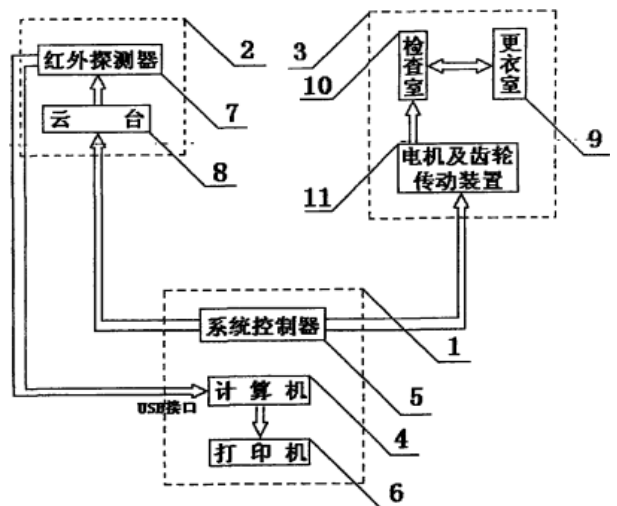 2
红外探测器
7
云 台
8
3
10
检查室
更衣室
9
11
电机及齿轮
传动装置
系统控制器
1
5
USB接口
计 算 机
4
打 印 机
6